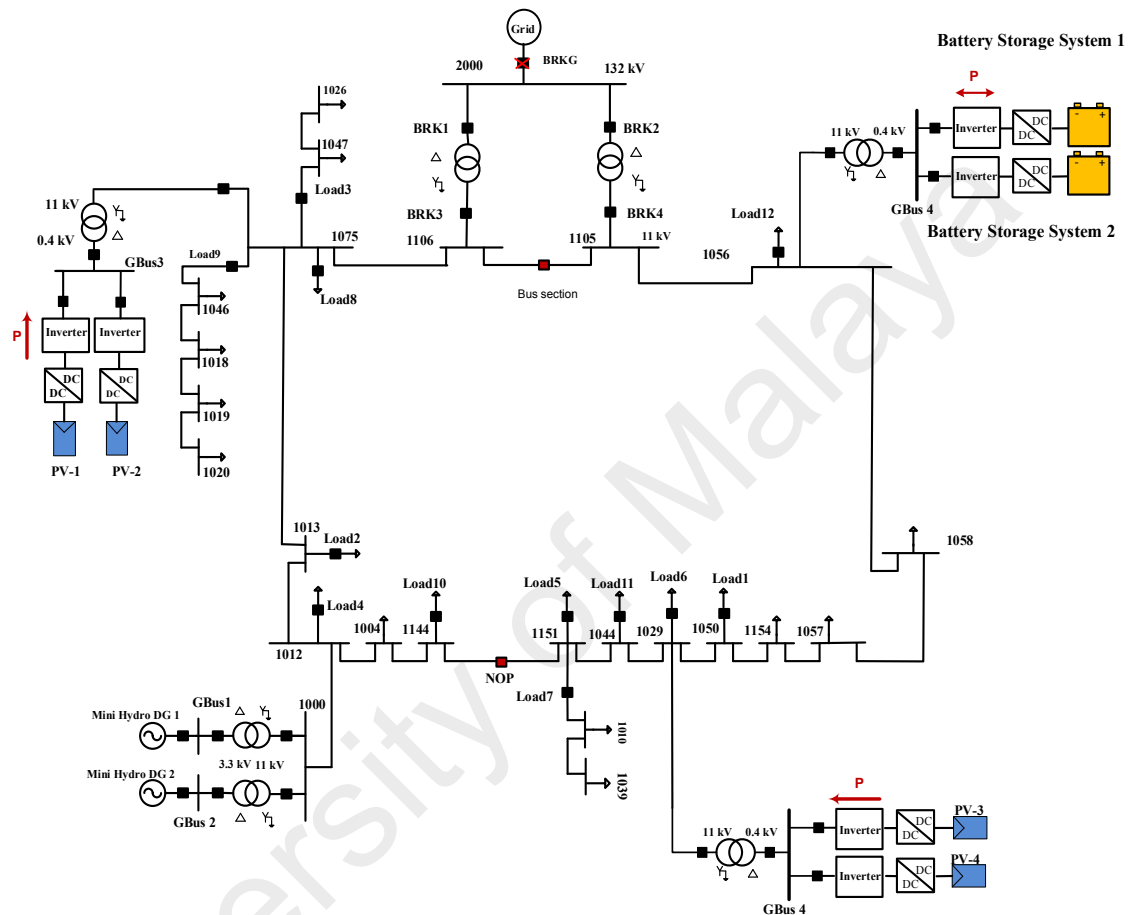 Grid
BRKG
2000
132 kV
BRK1
BRK2
BRK3
BRK4
1106
1105
11 kV
Bus section
Battery Storage System 1
P
11 kV
0.4 kV
Inverter
DC
DC
- +
Inverter
DC
DC
- +
GBus 4
Battery Storage System 2
Load12
1056
1026
1047
Load3
1075
Load8
11 kV
0.4 kV
GBus3
Load9
1046
1018
1019
1020
P
Inverter
Inverter
DC
DC
DC
DC
PV-1
PV-2
1013
Load2
Load4
1012
1004
1144
Load10
NOP
Load5
1151
Load11
1044
Load6
1029
Load1
1050
1154
1057
1058
Load7
1010
1039
Mini Hydro DG 1
GBus1
1000
3.3 kV
11 kV
Mini Hydro DG 2
GBus 2
P
11 kV
0.4 kV
Inverter
DC
DC
PV-3
Inverter
DC
DC
PV-4
GBus 4
ersity of Malaya